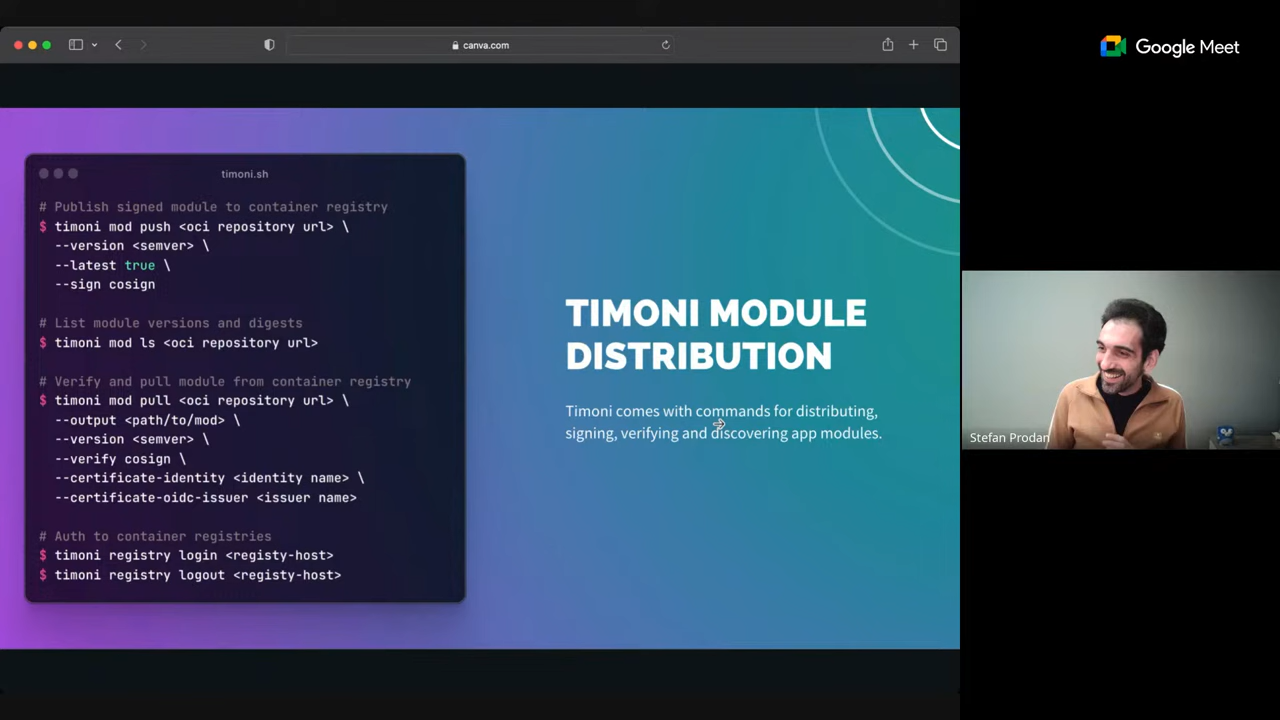 canva.com
Google Meet
timoni.sh
# Publish signed module to container registry
$ timoni mod push <oci repository url> \
--version <semver> \
--latest true \
--sign cosign
# List module versions and digests
$ timoni mod ls <oci repository url>
# Verify and pull module from container registry
$ timoni mod pull <oci repository url> \
--output <path/to/mod> \
--version <semver> \
--verify cosign \
--certificate-identity <identity name> \
--certificate-oidc-issuer <issuer name>
# Auth to container registries
$ timoni registry login <registy-host>
$ timoni registry logout <registy-host>
TIMONI MODULE
DISTRIBUTION
Timoni comes with commands for distributing,
signing, verifying and discovering app modules.
Stefan Prodan